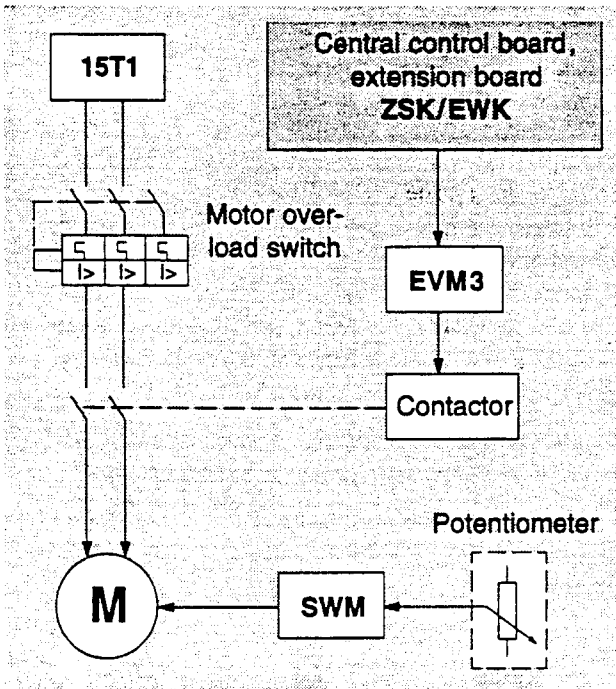 15T1
Central control board,
extension board
ZSK/EWK
Motor over-
load switch
I> I> I>
EVM3
Contactor
Potentiometer
M
SWM